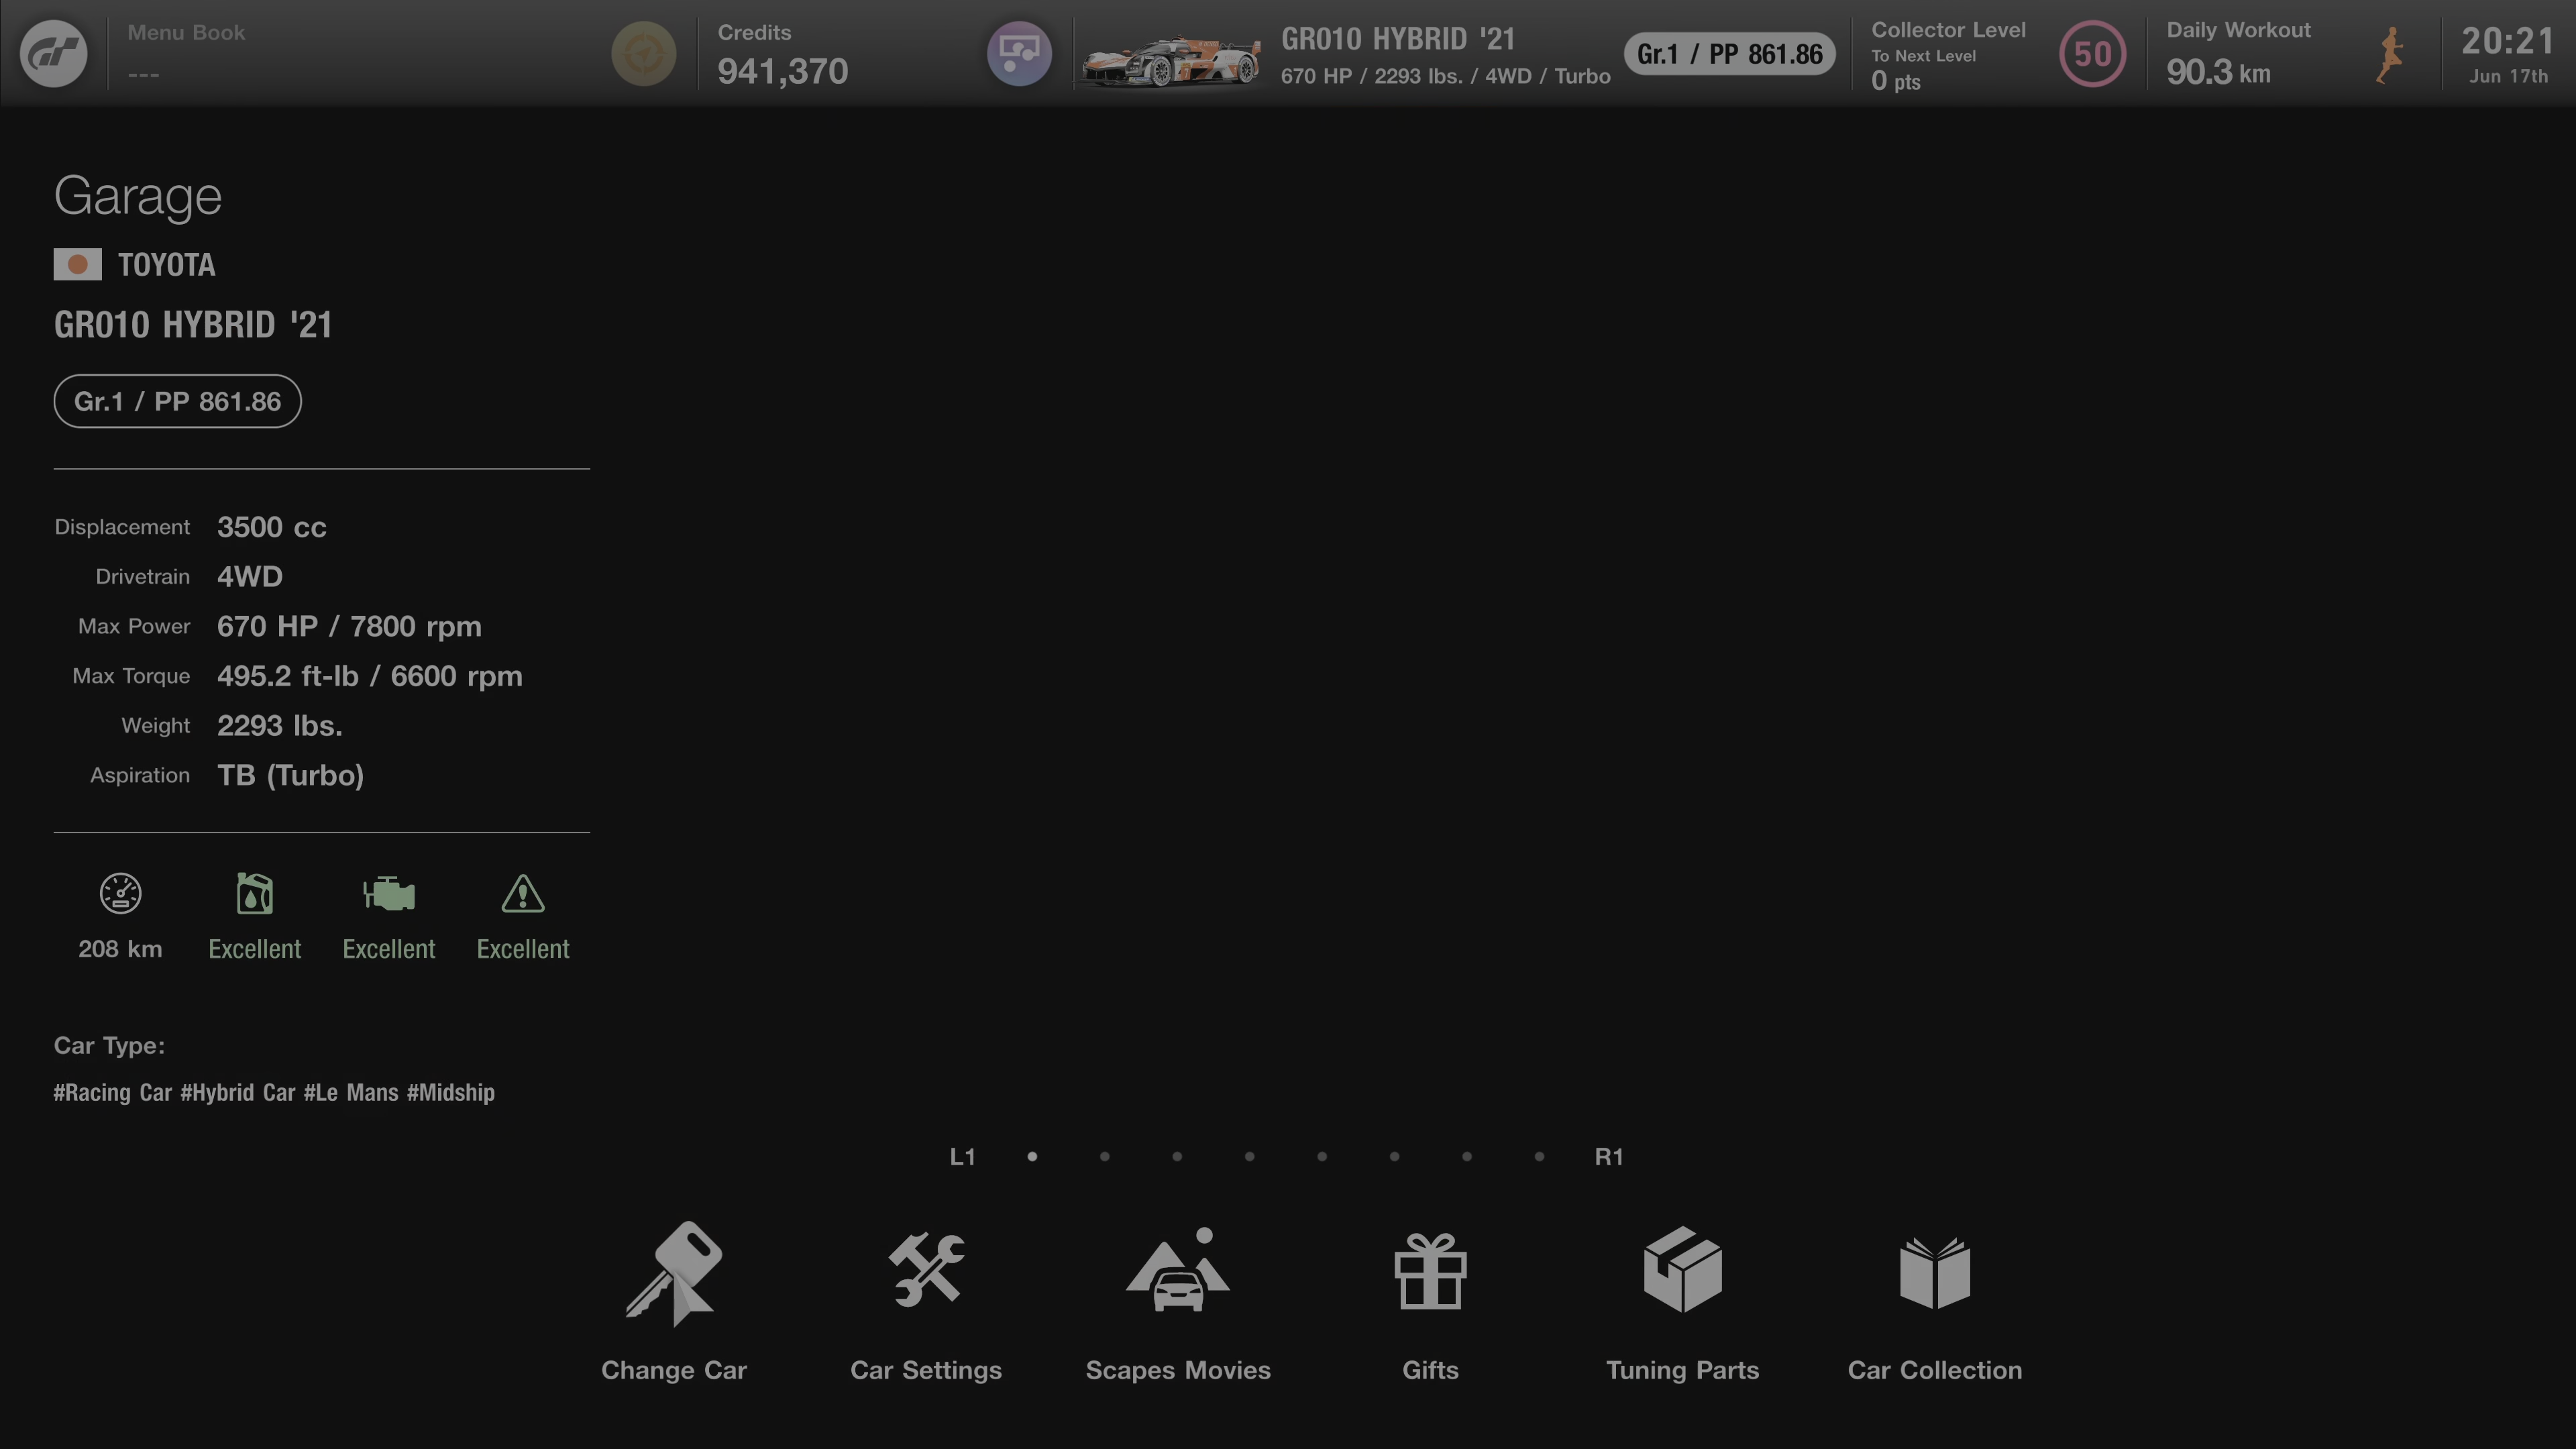 Menu Book
---
Credits
941,370
GR010 HYBRID '21
670 HP / 2293 lbs. / 4WD / Turbo
Gr.1 / PP 861.86
Collector Level
To Next Level
0 pts
50
Daily Workout
90.3 km
20:21
Jun 17th
Garage
TOYOTA
GR010 HYBRID '21
Gr.1 / PP 861.86
Displacement 3500 cc
Drivetrain 4WD
Max Power 670 HP / 7800 rpm
Max Torque 495.2 ft-lb / 6600 rpm
Weight 2293 lbs.
Aspiration TB (Turbo)
208 km Excellent Excellent Excellent
Car Type:
#Racing Car #Hybrid Car #Le Mans #Midship
L1 R1
Change Car Car Settings Scapes Movies Gifts Tuning Parts Car Collection